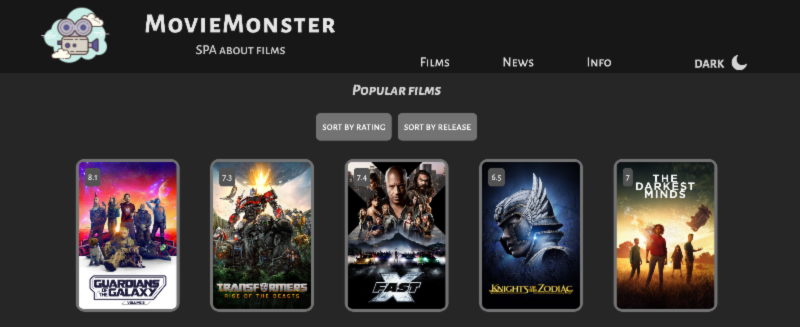 MovieMonster
SPA about films
Films
News
Info
DARK
Popular films
SORT BY RATING
SORT BY RELEASE
8.1
GUARDIANS
OF THE
GALAXY
VOLUME 3
7.3
TRANSFORMERS
RISE OF THE BEASTS
7.4
FAST X
6.5
KNIGHTS OF THE ZODIAC
7
THE
DARKEST
MINDS